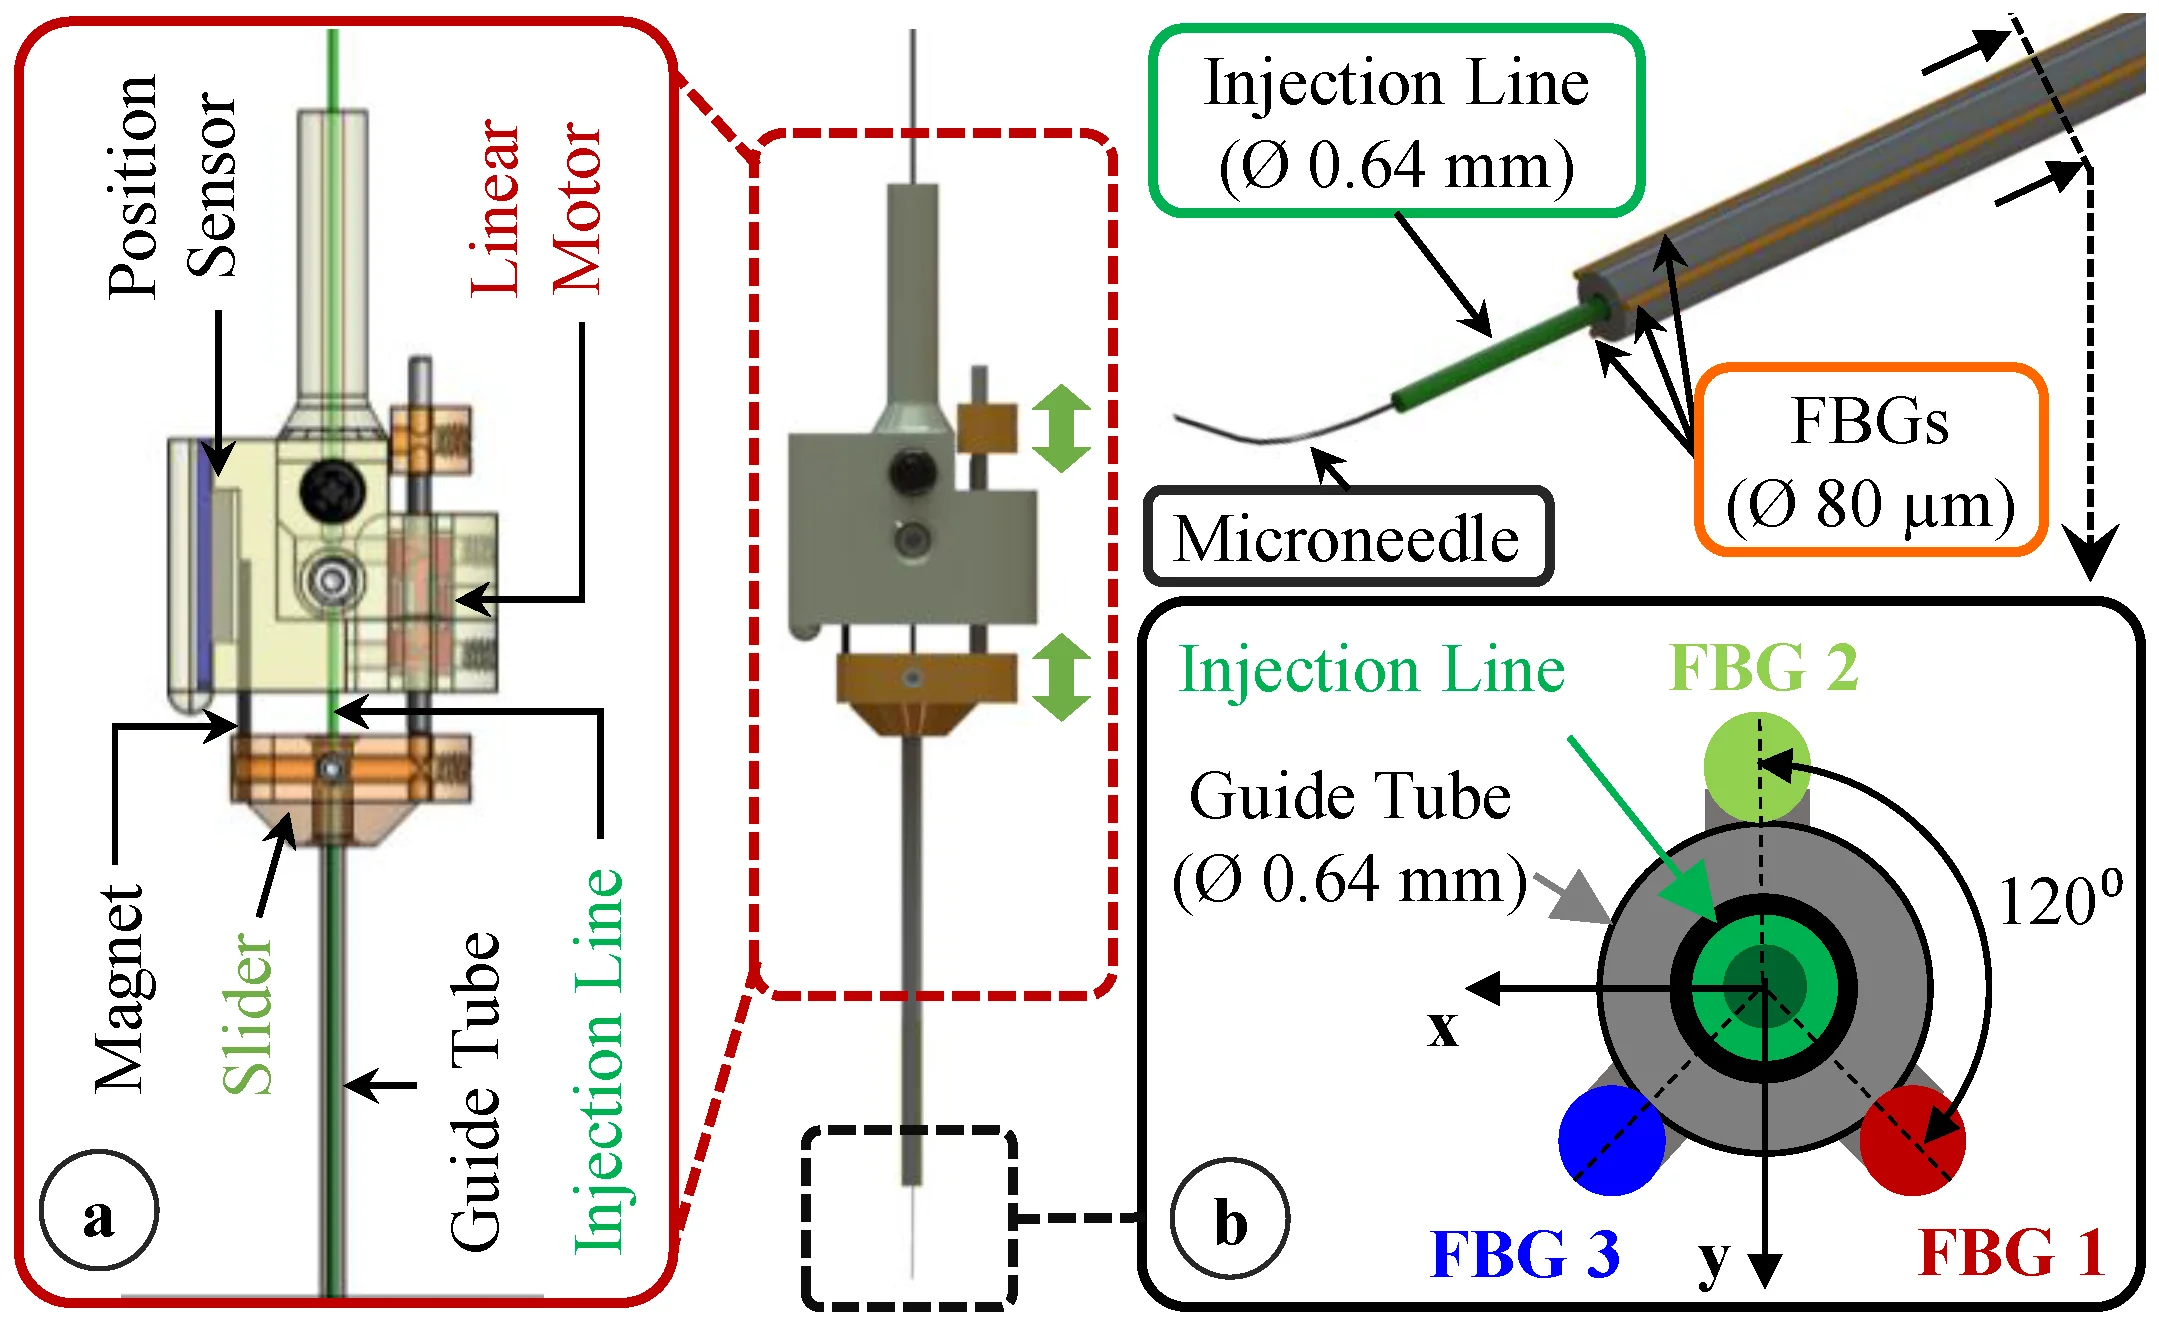 Position
Sensor
Linear
Motor
Magnet
Slider
Guide Tube
Injection Line
a
Injection Line
(Ø 0.64 mm)
FBGs
(Ø 80 μm)
Microneedle
Injection Line
FBG 2
Guide Tube
(Ø 0.64 mm)
120⁰
x
y
FBG 3
FBG 1
b